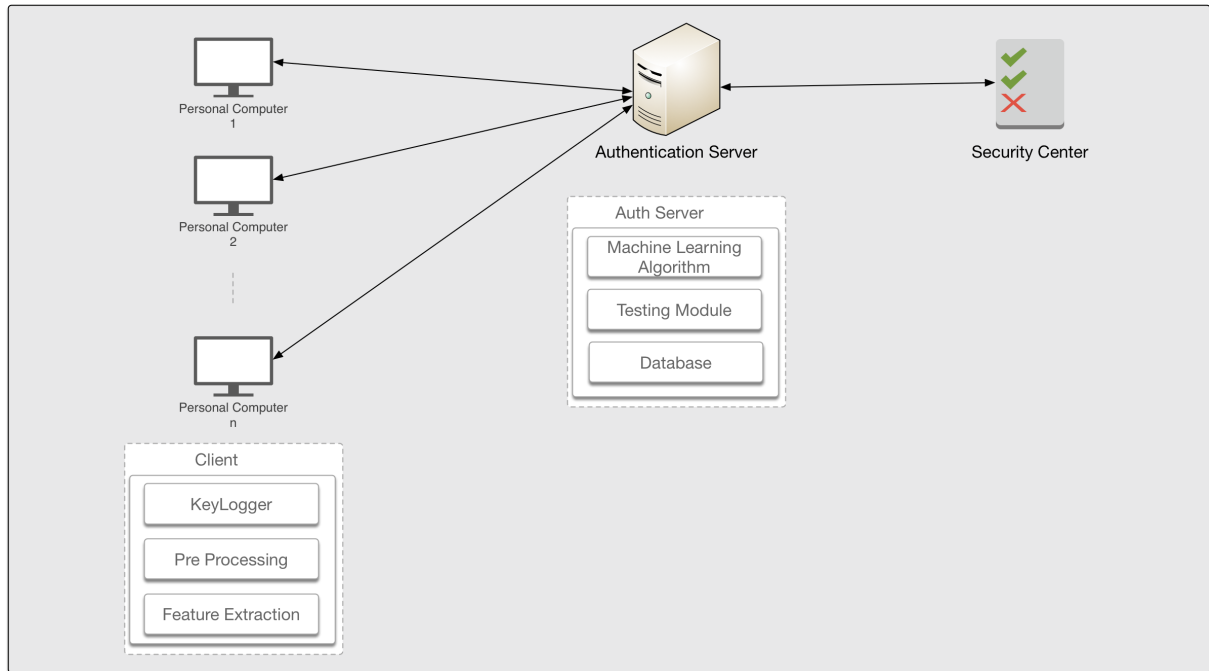 Personal Computer
1
Authentication Server
Security Center
Personal Computer
2
Auth Server
Machine Learning
Algorithm
Testing Module
Database
Personal Computer
n
Client
KeyLogger
Pre Processing
Feature Extraction